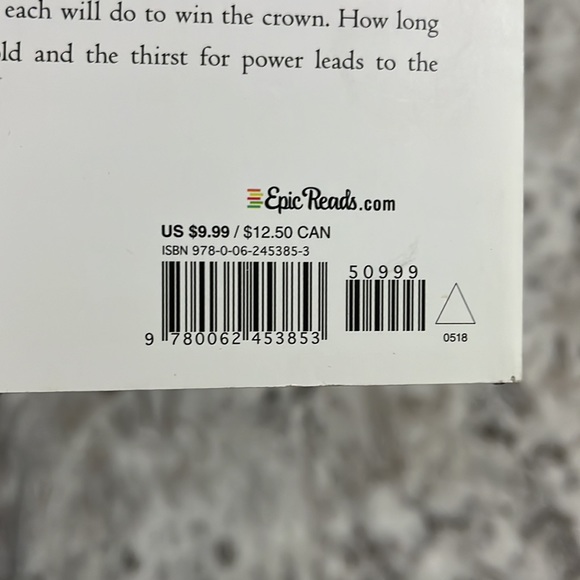 each will do to win the crown. How long
ld and the thirst for power leads to the
EpicReads.com
US $9.99 / $12.50 CAN
ISBN 978-0-06-245385-3
50999
9 780062 453853
0518